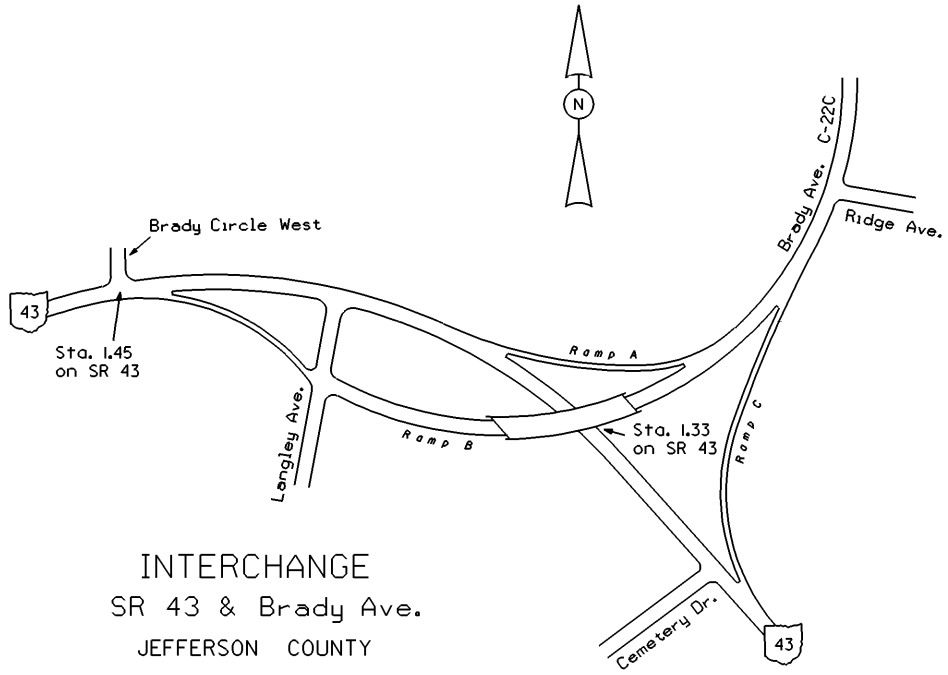 N
C-22C
Brady Ave.
Ridge Ave.
Brady Circle West
43
Sta. 1.45
on SR 43
Ramp A
Langley Ave.
Ramp B
Sta. 1.33
on SR 43
Ramp C
INTERCHANGE
SR 43 & Brady Ave.
JEFFERSON COUNTY
Cemetery Dr.
43